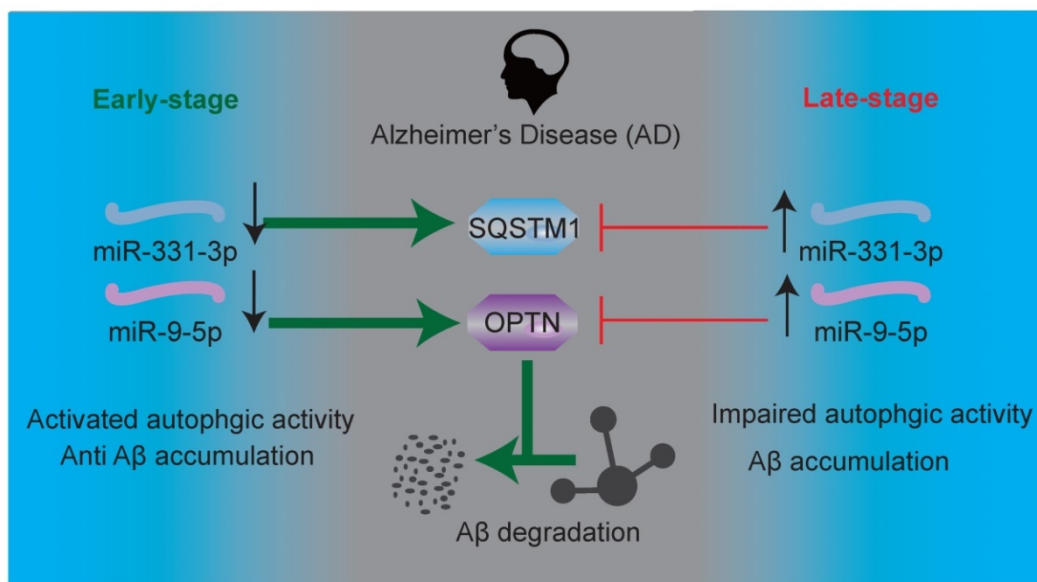 Early-stage
Late-stage
Alzheimer's Disease (AD)
miR-331-3p
SQSTM1
miR-331-3p
miR-9-5p
OPTN
miR-9-5p
Activated autophgic activity
Anti Aβ accumulation
Impaired autophgic activity
Aβ accumulation
Aβ degradation